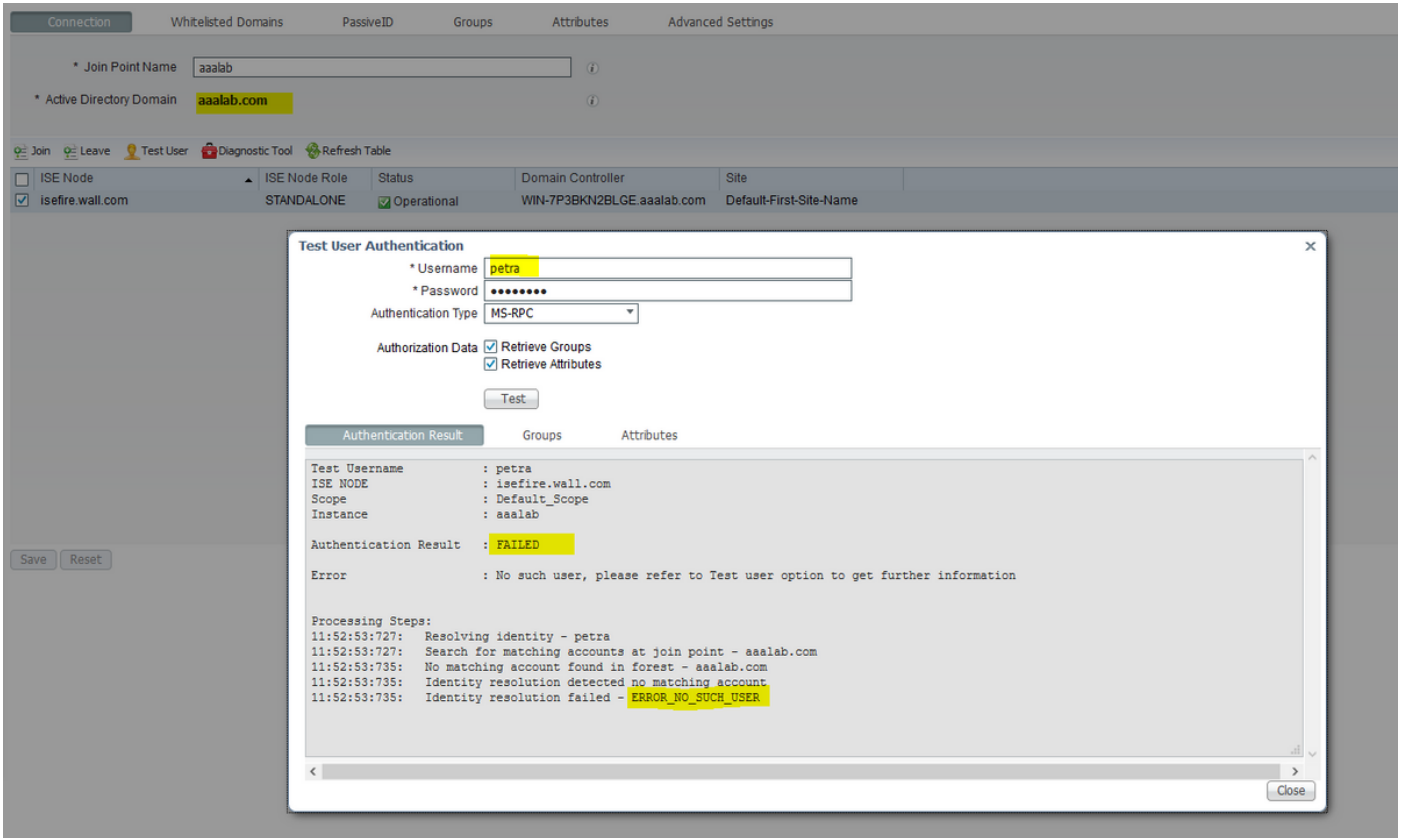 Connection Whitelisted Domains PassiveID Groups Attributes Advanced Settings
* Join Point Name aaalab
* Active Directory Domain aaalab.com
Join Leave Test User Diagnostic Tool Refresh Table
ISE Node ISE Node Role Status Domain Controller Site
isefire.wall.com STANDALONE Operational WIN-7P3BKN2BLGE.aaalab.com Default-First-Site-Name
Test User Authentication
* Username petra
* Password ••••••••
Authentication Type MS-RPC
Authorization Data Retrieve Groups
Retrieve Attributes
Test
Authentication Result Groups Attributes
Test Username : petra
ISE NODE : isefire.wall.com
Scope : Default_Scope
Instance : aaalab
Authentication Result : FAILED
Error : No such user, please refer to Test user option to get further information
Processing Steps:
11:52:53:727: Resolving identity - petra
11:52:53:727: Search for matching accounts at join point - aaalab.com
11:52:53:735: No matching account found in forest - aaalab.com
11:52:53:735: Identity resolution detected no matching account
11:52:53:735: Identity resolution failed - ERROR_NO_SUCH_USER
Save Reset
Close